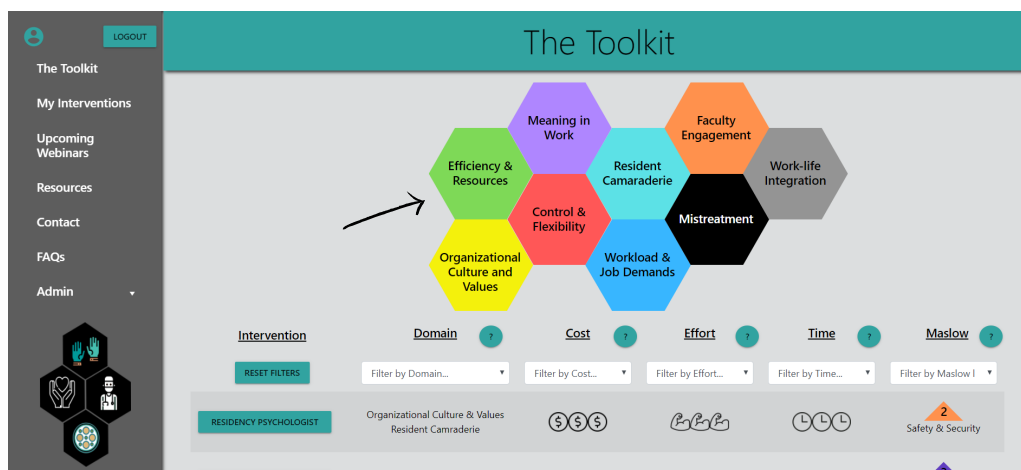 LOGOUT
The Toolkit
My Interventions
Upcoming
Webinars
Resources
Contact
FAQs
Admin
The Toolkit
Meaning in
Work
Faculty
Engagement
Efficiency &
Resources
Resident
Camaraderie
Work-life
Integration
Control &
Flexibility
Mistreatment
Organizational
Culture and
Values
Workload &
Job Demands
Intervention
Domain ?
Cost ?
Effort ?
Time ?
Maslow ?
RESET FILTERS
Filter by Domain...
Filter by Cost...
Filter by Effort...
Filter by Time...
Filter by Maslow l
RESIDENCY PSYCHOLOGIST
Organizational Culture & Values
Resident Camraderie
$ $ $
2
Safety & Security